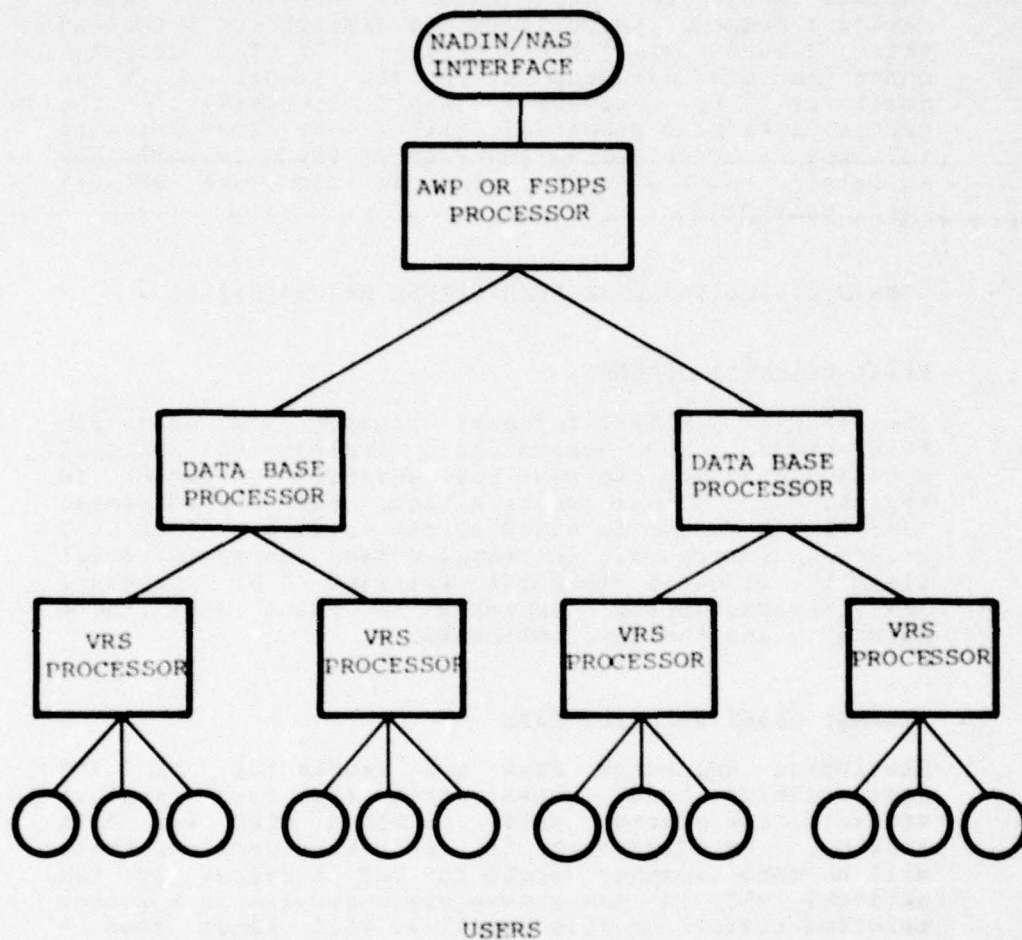 NADIN/NAS
INTERFACE
AWP OR FSDPS
PROCESSOR
DATA BASE
PROCESSOR
DATA BASE
PROCESSOR
VRS
PROCESSOR
VRS
PROCESSOR
VRS
PROCESSOR
VRS
PROCESSOR
USERS